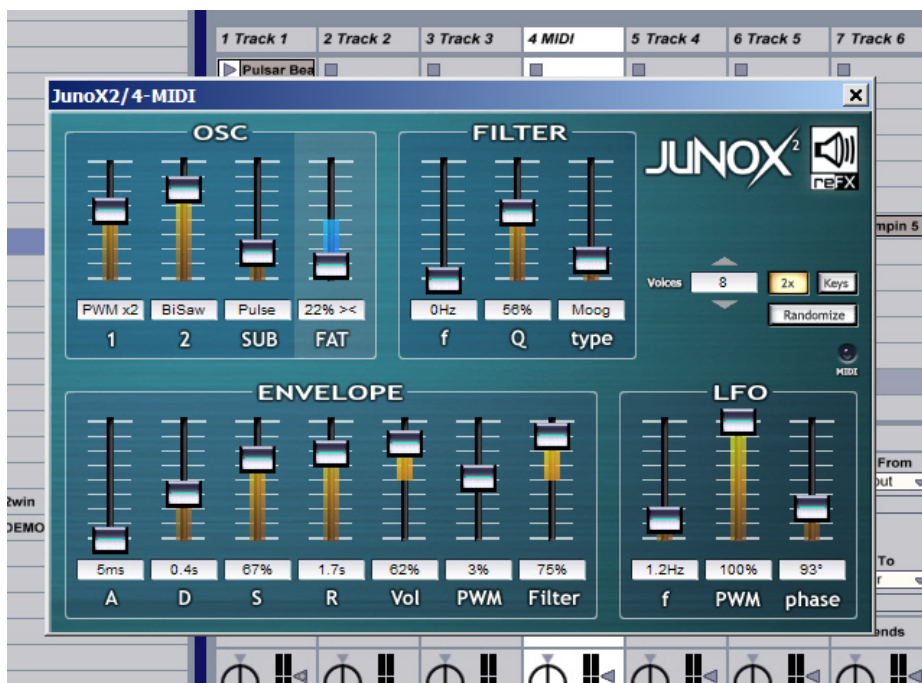 1 Track 1 2 Track 2 3 Track 3 4 MIDI 5 Track 4 6 Track 5 7 Track 6
Pulsar Bea
JunoX2/4-MIDI
OSC FILTER
JUNOX²
reFX
mpin 5
Voices 8 2x Keys
Randomize
PWM x2 BiSaw Pulse 22% >< 0Hz 56% Moog
1 2 SUB FAT f Q type
MIDI
ENVELOPE LFO
From
out
2win
DEMO
To
r
5ms 0.4s 67% 1.7s 62% 3% 75% 1.2Hz 100% 93°
A D S R Vol PWM Filter f PWM phase
ends